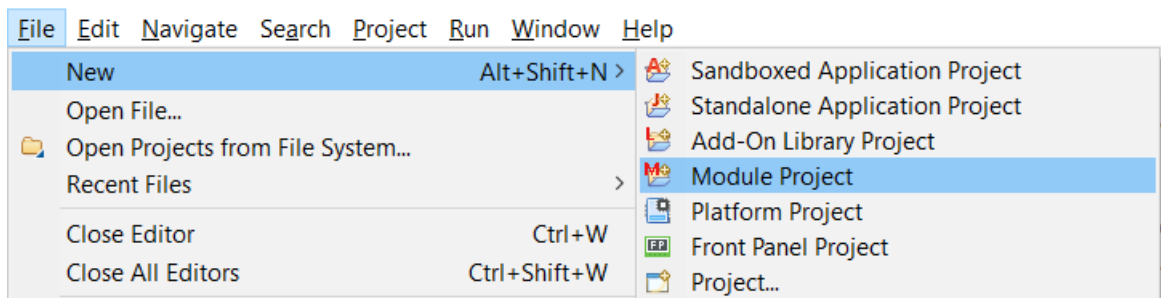 File Edit Navigate Search Project Run Window Help
New Alt+Shift+N >
Open File...
Open Projects from File System...
Recent Files >
Close Editor Ctrl+W
Close All Editors Ctrl+Shift+W
Sandboxed Application Project
Standalone Application Project
Add-On Library Project
Module Project
Platform Project
Front Panel Project
Project...